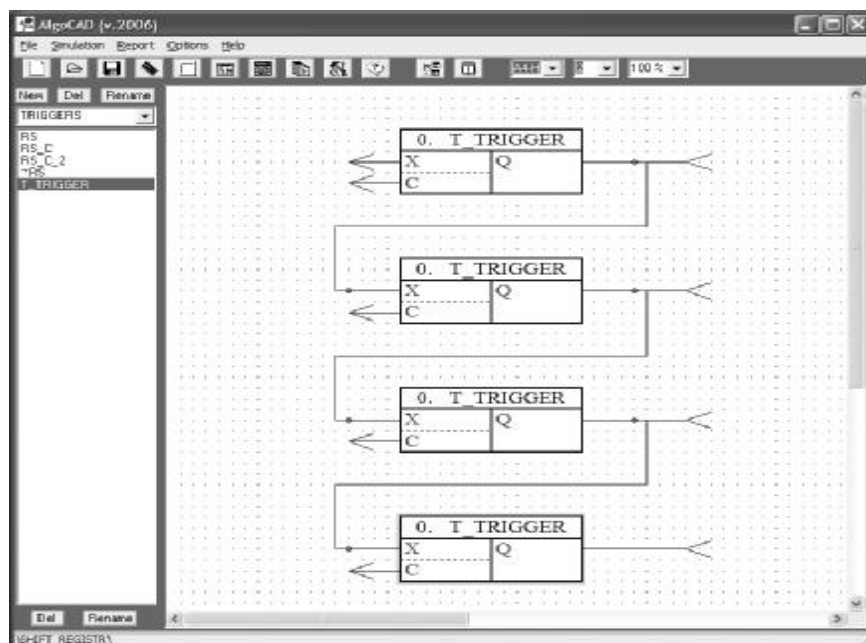 AlgoCAD (v.2006)
File Simulation Report Options Help
100 %
New Del Rename
TRIGGERS
RS
RS_C
RS_C_2
T_TRIGGER
0. T_TRIGGER
X Q
C
0. T_TRIGGER
X Q
C
0. T_TRIGGER
X Q
C
0. T_TRIGGER
X Q
C
Del Rename
\SHIFT_REGISTR\